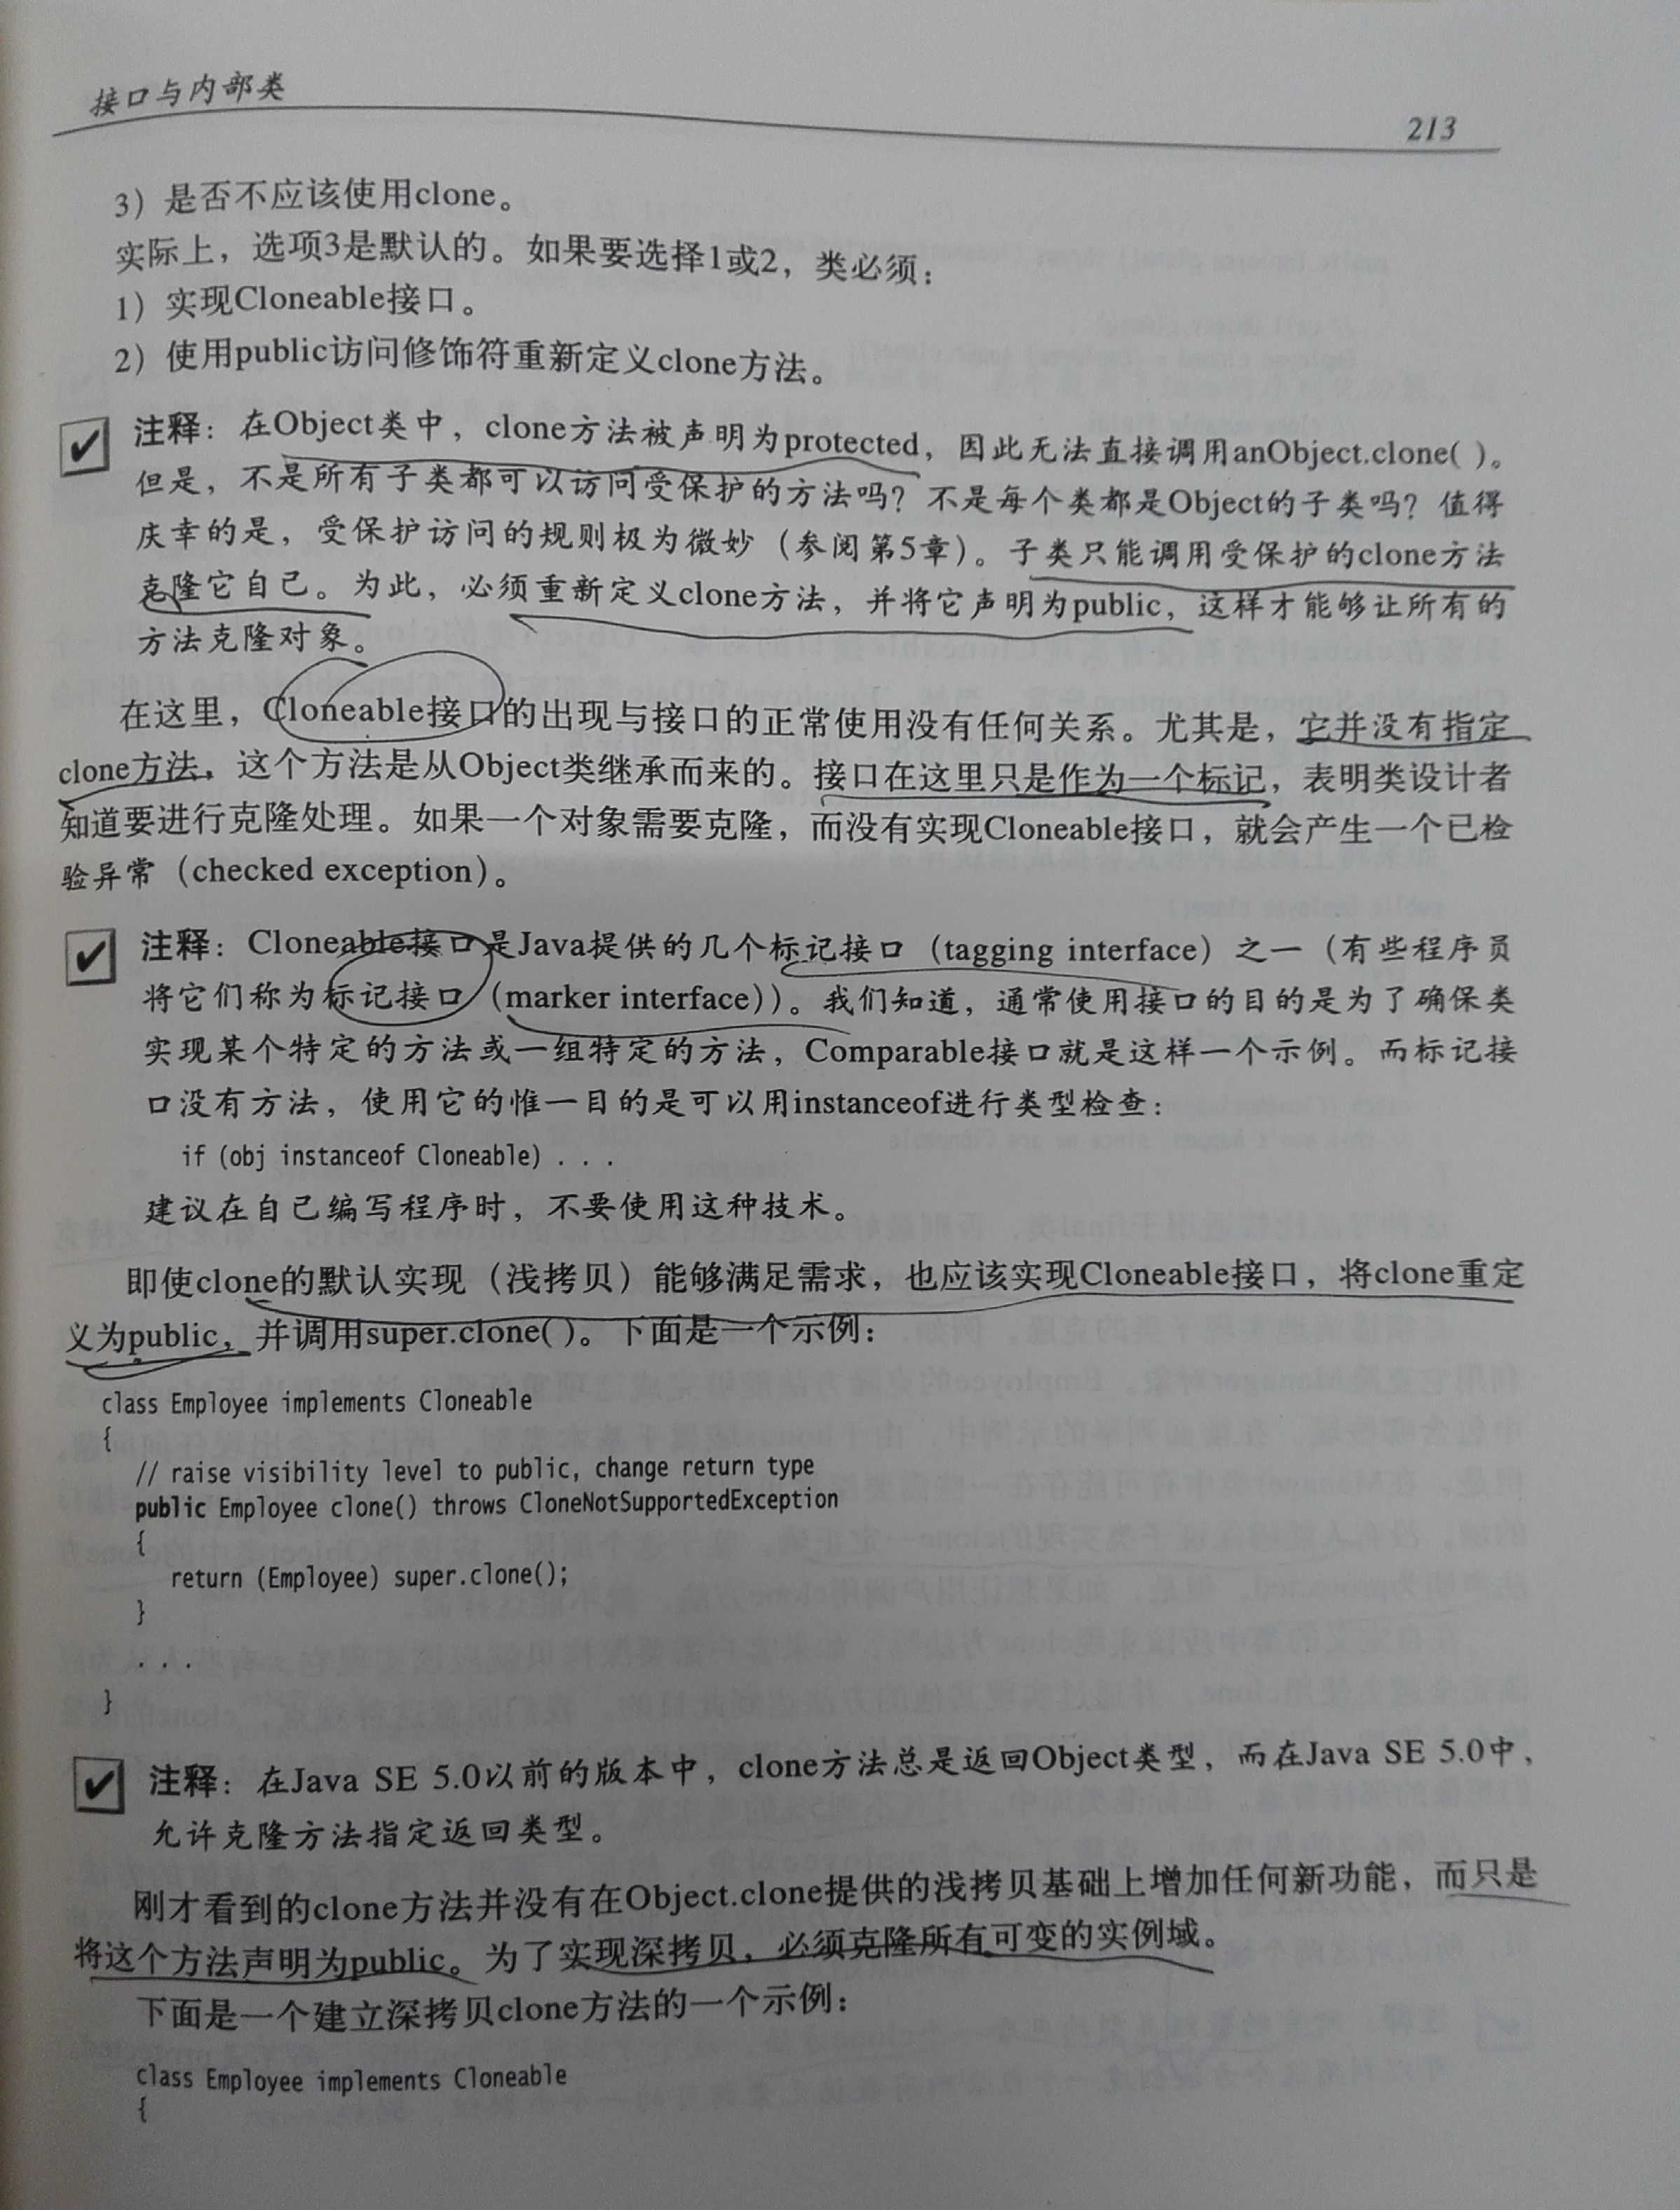 接口与内部类
213
3）是否不应该使用clone。
实际上，选项3是默认的。如果要选择1或2，类必须：
1）实现Cloneable接口。
2）使用public访问修饰符重新定义clone方法。
注释：在Object类中，clone方法被声明为protected，因此无法直接调用anObject.clone( )。
但是，不是所有子类都可以访问受保护的方法吗？不是每个类都是Object的子类吗？值得
庆幸的是，受保护访问的规则极为微妙（参阅第5章）。子类只能调用受保护的clone方法
克隆它自己。为此，必须重新定义clone方法，并将它声明为public，这样才能够让所有的
方法克隆对象。
在这里，Cloneable接口的出现与接口的正常使用没有任何关系。尤其是，它并没有指定
clone方法，这个方法是从Object类继承而来的。接口在这里只是作为一个标记，表明类设计者
知道要进行克隆处理。如果一个对象需要克隆，而没有实现Cloneable接口，就会产生一个已检
验异常（checked exception）。
注释：Cloneable接口是Java提供的几个标记接口（tagging interface）之一（有些程序员
将它们称为标记接口（marker interface））。我们知道，通常使用接口的目的是为了确保类
实现某个特定的方法或一组特定的方法，Comparable接口就是这样一个示例。而标记接
口没有方法，使用它的惟一目的是可以用instanceof进行类型检查：
if (obj instanceof Cloneable) . . .
建议在自己编写程序时，不要使用这种技术。
即使clone的默认实现（浅拷贝）能够满足需求，也应该实现Cloneable接口，将clone重定
义为public，并调用super.clone( )。下面是一个示例：
class Employee implements Cloneable
{
// raise visibility level to public, change return type
public Employee clone() throws CloneNotSupportedException
{
return (Employee) super.clone();
}
. . .
}
注释：在Java SE 5.0以前的版本中，clone方法总是返回Object类型，而在Java SE 5.0中，
允许克隆方法指定返回类型。
刚才看到的clone方法并没有在Object.clone提供的浅拷贝基础上增加任何新功能，而只是
将这个方法声明为public。为了实现深拷贝，必须克隆所有可变的实例域。
下面是一个建立深拷贝clone方法的一个示例：
class Employee implements Cloneable
{